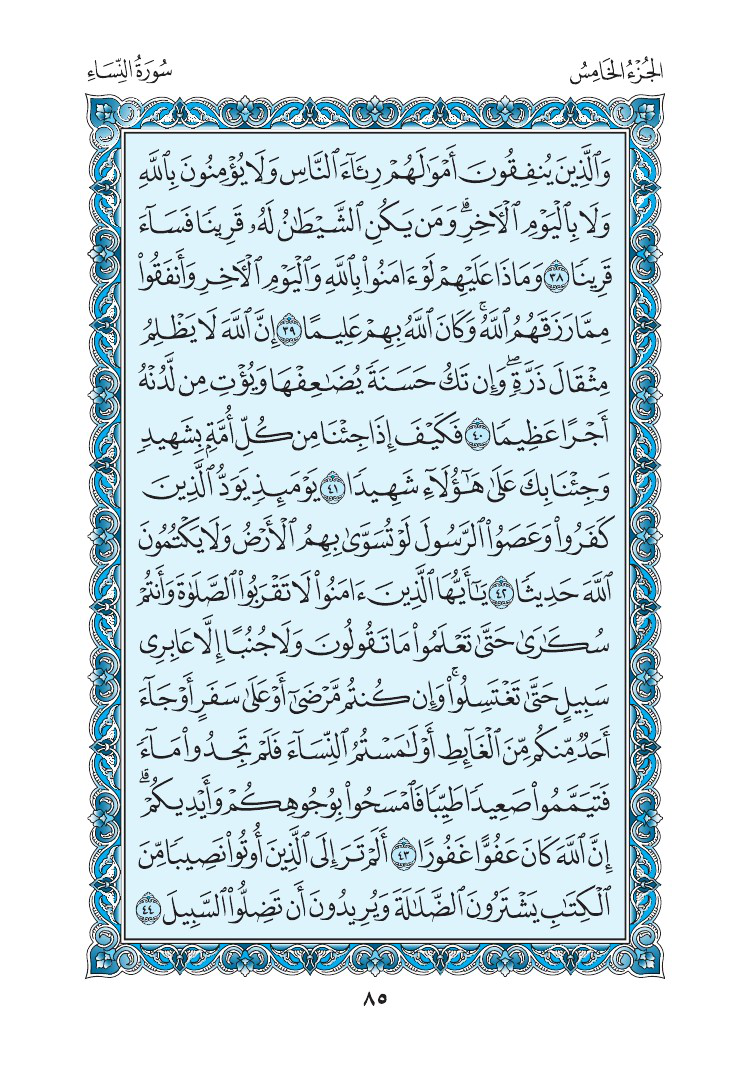 الجُزْءُ الخَامِسُ
سُورَةُ النِّسَاءِ
وَٱلَّذِينَ يُنفِقُونَ أَمْوَٰلَهُمْ رِئَآءَ ٱلنَّاسِ وَلَا يُؤْمِنُونَ بِٱللَّهِ
وَلَا بِٱلْيَوْمِ ٱلْـَٔاخِرِ ۗ وَمَن يَكُنِ ٱلشَّيْطَٰنُ لَهُۥ قَرِينًا فَسَآءَ
قَرِينًا ٣٨ وَمَاذَا عَلَيْهِمْ لَوْ ءَامَنُوا۟ بِٱللَّهِ وَٱلْيَوْمِ ٱلْـَٔاخِرِ وَأَنفَقُوا۟
مِمَّا رَزَقَهُمُ ٱللَّهُ ۚ وَكَانَ ٱللَّهُ بِهِمْ عَلِيمًا ٣٩ إِنَّ ٱللَّهَ لَا يَظْلِمُ
مِثْقَالَ ذَرَّةٍ ۖ وَإِن تَكُ حَسَنَةً يُضَٰعِفْهَا وَيُؤْتِ مِن لَّدُنْهُ
أَجْرًا عَظِيمًا ٤٠ فَكَيْفَ إِذَا جِئْنَا مِن كُلِّ أُمَّةٍۭ بِشَهِيدٍ
وَجِئْنَا بِكَ عَلَىٰ هَٰٓؤُلَآءِ شَهِيدًا ٤١ يَوْمَئِذٍ يَوَدُّ ٱلَّذِينَ
كَفَرُوا۟ وَعَصَوُا۟ ٱلرَّسُولَ لَوْ تُسَوَّىٰ بِهِمُ ٱلْأَرْضُ وَلَا يَكْتُمُونَ
ٱللَّهَ حَدِيثًا ٤٢ يَٰٓأَيُّهَا ٱلَّذِينَ ءَامَنُوا۟ لَا تَقْرَبُوا۟ ٱلصَّلَوٰةَ وَأَنتُمْ
سُكَٰرَىٰ حَتَّىٰ تَعْلَمُوا۟ مَا تَقُولُونَ وَلَا جُنُبًا إِلَّا عَابِرِى
سَبِيلٍ حَتَّىٰ تَغْتَسِلُوا۟ ۚ وَإِن كُنتُم مَّرْضَىٰٓ أَوْ عَلَىٰ سَفَرٍ أَوْ جَآءَ
أَحَدٌ مِّنكُم مِّنَ ٱلْغَآئِطِ أَوْ لَٰمَسْتُمُ ٱلنِّسَآءَ فَلَمْ تَجِدُوا۟ مَآءً
فَتَيَمَّمُوا۟ صَعِيدًا طَيِّبًا فَٱمْسَحُوا۟ بِوُجُوهِكُمْ وَأَيْدِيكُمْ ۗ
إِنَّ ٱللَّهَ كَانَ عَفُوًّا غَفُورًا ٤٣ أَلَمْ تَرَ إِلَى ٱلَّذِينَ أُوتُوا۟ نَصِيبًا مِّنَ
ٱلْكِتَٰبِ يَشْتَرُونَ ٱلضَّلَٰلَةَ وَيُرِيدُونَ أَن تَضِلُّوا۟ ٱلسَّبِيلَ ٤٤
٨٥